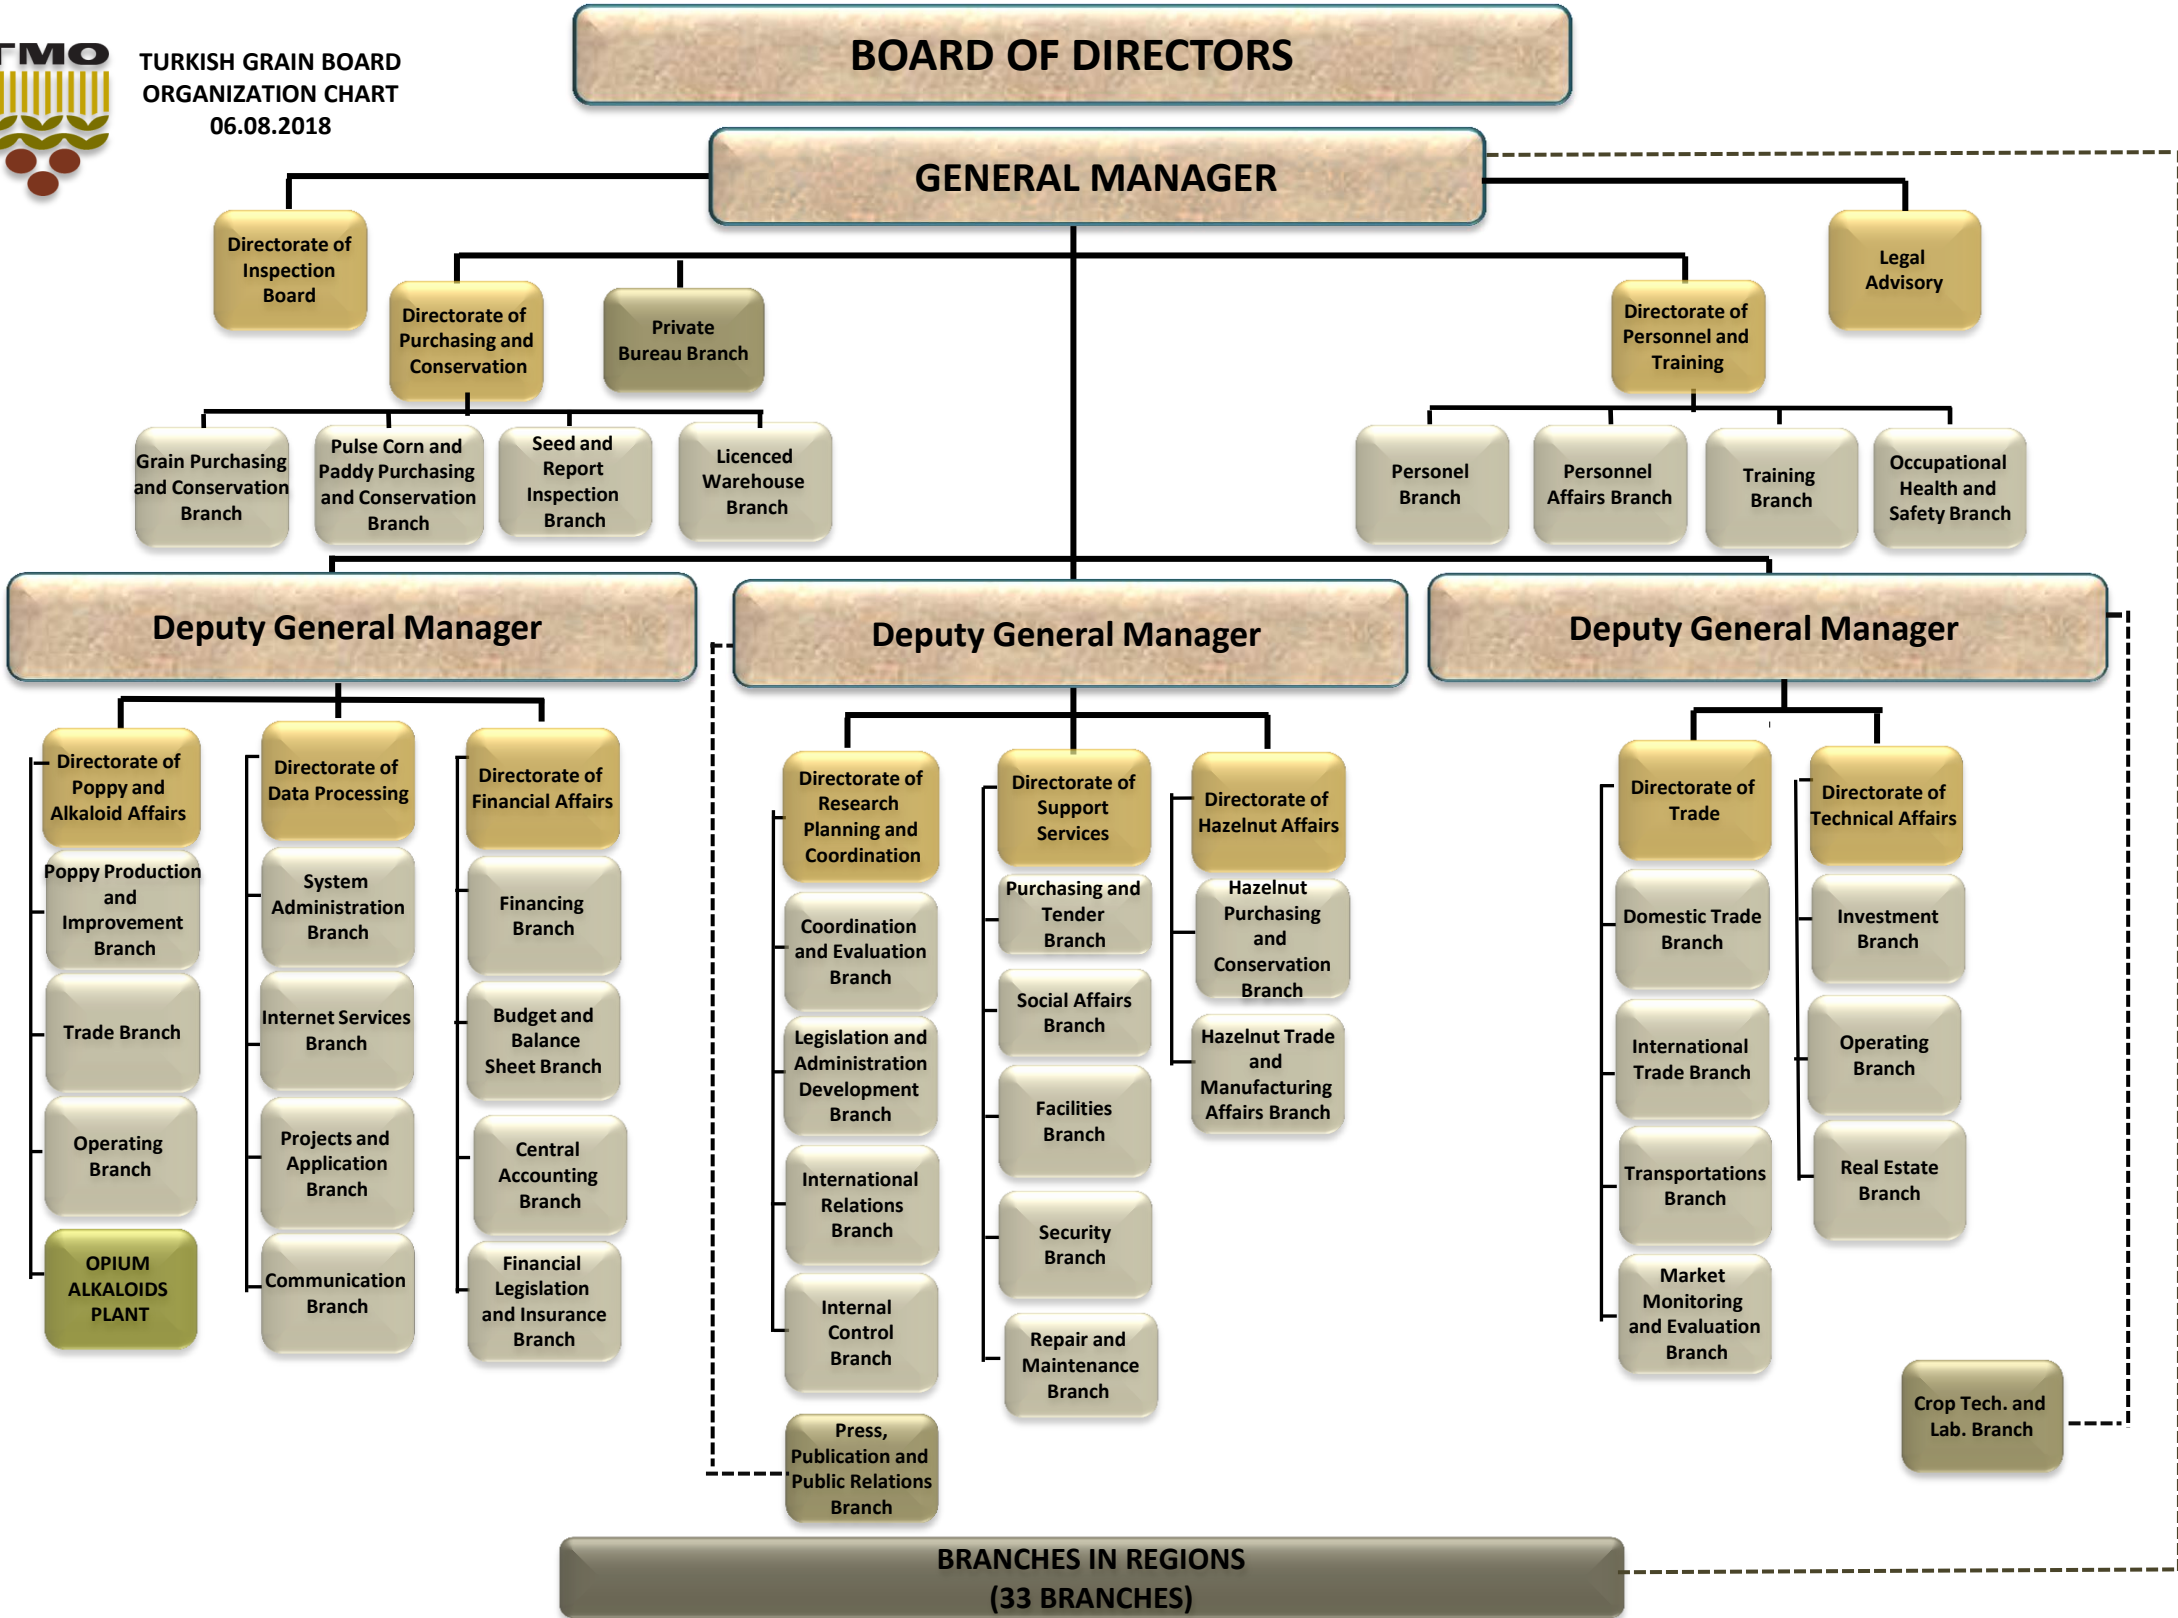 TMO
TURKISH GRAIN BOARD
ORGANIZATION CHART
06.08.2018
BOARD OF DIRECTORS
GENERAL MANAGER
Directorate of
Inspection
Board
Legal
Advisory
Directorate of
Purchasing and
Conservation
Private
Bureau Branch
Directorate of
Personnel and
Training
Grain Purchasing
and Conservation
Branch
Pulse Corn and
Paddy Purchasing
and Conservation
Branch
Seed and
Report
Inspection
Branch
Licenced
Warehouse
Branch
Personel
Branch
Personnel
Affairs Branch
Training
Branch
Occupational
Health and
Safety Branch
Deputy General Manager
Deputy General Manager
Deputy General Manager
Directorate of
Poppy and
Alkaloid Affairs
Poppy Production
and
Improvement
Branch
Trade Branch
Operating
Branch
OPIUM
ALKALOIDS
PLANT
Directorate of
Data Processing
System
Administration
Branch
Internet Services
Branch
Projects and
Application
Branch
Communication
Branch
Directorate of
Financial Affairs
Financing
Branch
Budget and
Balance
Sheet Branch
Central
Accounting
Branch
Financial
Legislation
and Insurance
Branch
Directorate of
Research
Planning and
Coordination
Coordination
and Evaluation
Branch
Legislation and
Administration
Development
Branch
International
Relations
Branch
Internal
Control
Branch
Press,
Publication and
Public Relations
Branch
Directorate of
Support
Services
Purchasing and
Tender
Branch
Social Affairs
Branch
Facilities
Branch
Security
Branch
Repair and
Maintenance
Branch
Directorate of
Hazelnut Affairs
Hazelnut
Purchasing
and
Conservation
Branch
Hazelnut Trade
and
Manufacturing
Affairs Branch
Directorate of
Trade
Domestic Trade
Branch
International
Trade Branch
Transportations
Branch
Market
Monitoring
and Evaluation
Branch
Directorate of
Technical Affairs
Investment
Branch
Operating
Branch
Real Estate
Branch
Crop Tech. and
Lab. Branch
BRANCHES IN REGIONS
(33 BRANCHES)